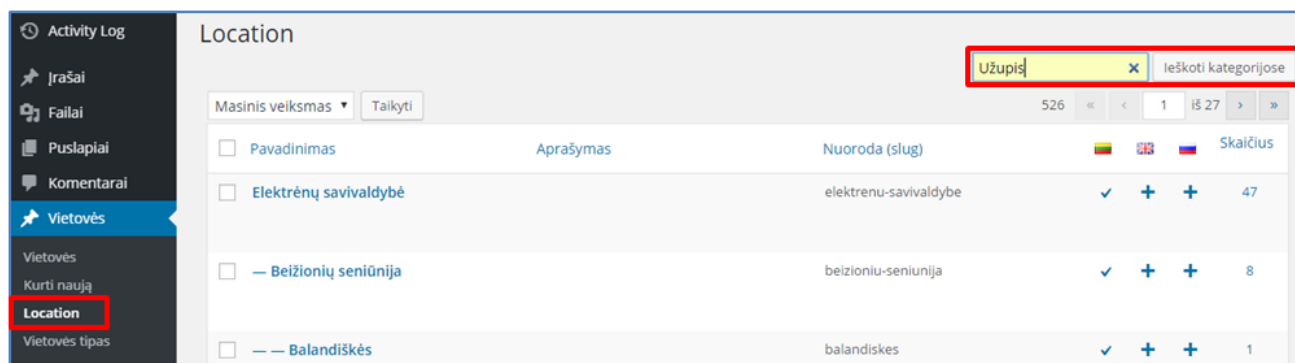 Activity Log
Įrašai
Failai
Puslapiai
Komentarai
Vietovės
Vietovės
Kurti naują
Location
Vietovės tipas
Location
Užupis × Ieškoti kategorijose
Masinis veiksmas ▼ Taikyti 526 « ‹ 1 iš 27 › »
Pavadinimas Aprašymas Nuoroda (slug) Skaičius
Elektrėnų savivaldybė elektrenu-savivaldybe 47
— Beižionių seniūnija beizioniu-seniunija 8
— — Balandiškės balandiskes 1